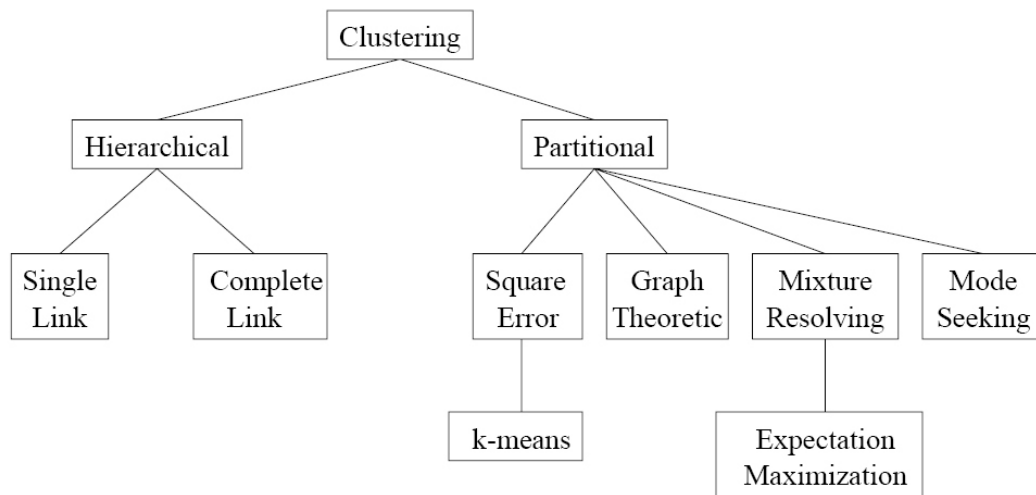 Clustering
Hierarchical
Partitional
Single
Link
Complete
Link
Square
Error
Graph
Theoretic
Mixture
Resolving
Mode
Seeking
k-means
Expectation
Maximization